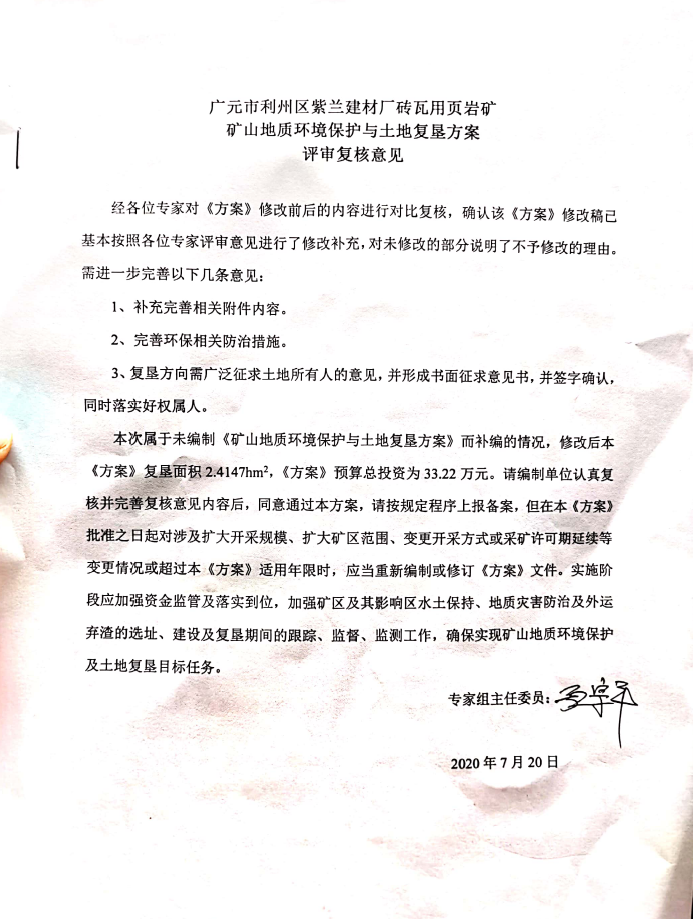 广元市利州区紫兰建材厂砖瓦用页岩矿
矿山地质环境保护与土地复垦方案
评审复核意见
经各位专家对《方案》修改前后的内容进行对比复核，确认该《方案》修改稿已
基本按照各位专家评审意见进行了修改补充，对未修改的部分说明了不予修改的理由。
需进一步完善以下几条意见：
1、补充完善相关附件内容。
2、完善环保相关防治措施。
3、复垦方向需广泛征求土地所有人的意见，并形成书面征求意见书，并签字确认，
同时落实好权属人。
本次属于未编制《矿山地质环境保护与土地复垦方案》而补编的情况，修改后本
《方案》复垦面积 2.4147hm²，《方案》预算总投资为 33.22 万元。请编制单位认真复
核并完善复核意见内容后，同意通过本方案，请按规定程序上报备案，但在本《方案》
批准之日起对涉及扩大开采规模、扩大矿区范围、变更开采方式或采矿许可期延续等
变更情况或超过本《方案》适用年限时，应当重新编制或修订《方案》文件。实施阶
段应加强资金监管及落实到位，加强矿区及其影响区水土保持、地质灾害防治及外运
弃渣的选址、建设及复垦期间的跟踪、监督、监测工作，确保实现矿山地质环境保护
及土地复垦目标任务。
专家组主任委员：
2020 年 7 月 20 日